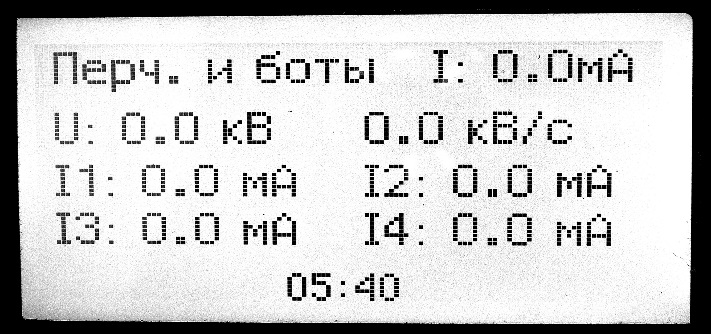 Перч. и боты I: 0.0мА
U: 0.0 кВ 0.0 кВ/с
I1: 0.0 мА I2: 0.0 мА
I3: 0.0 мА I4: 0.0 мА
05:40